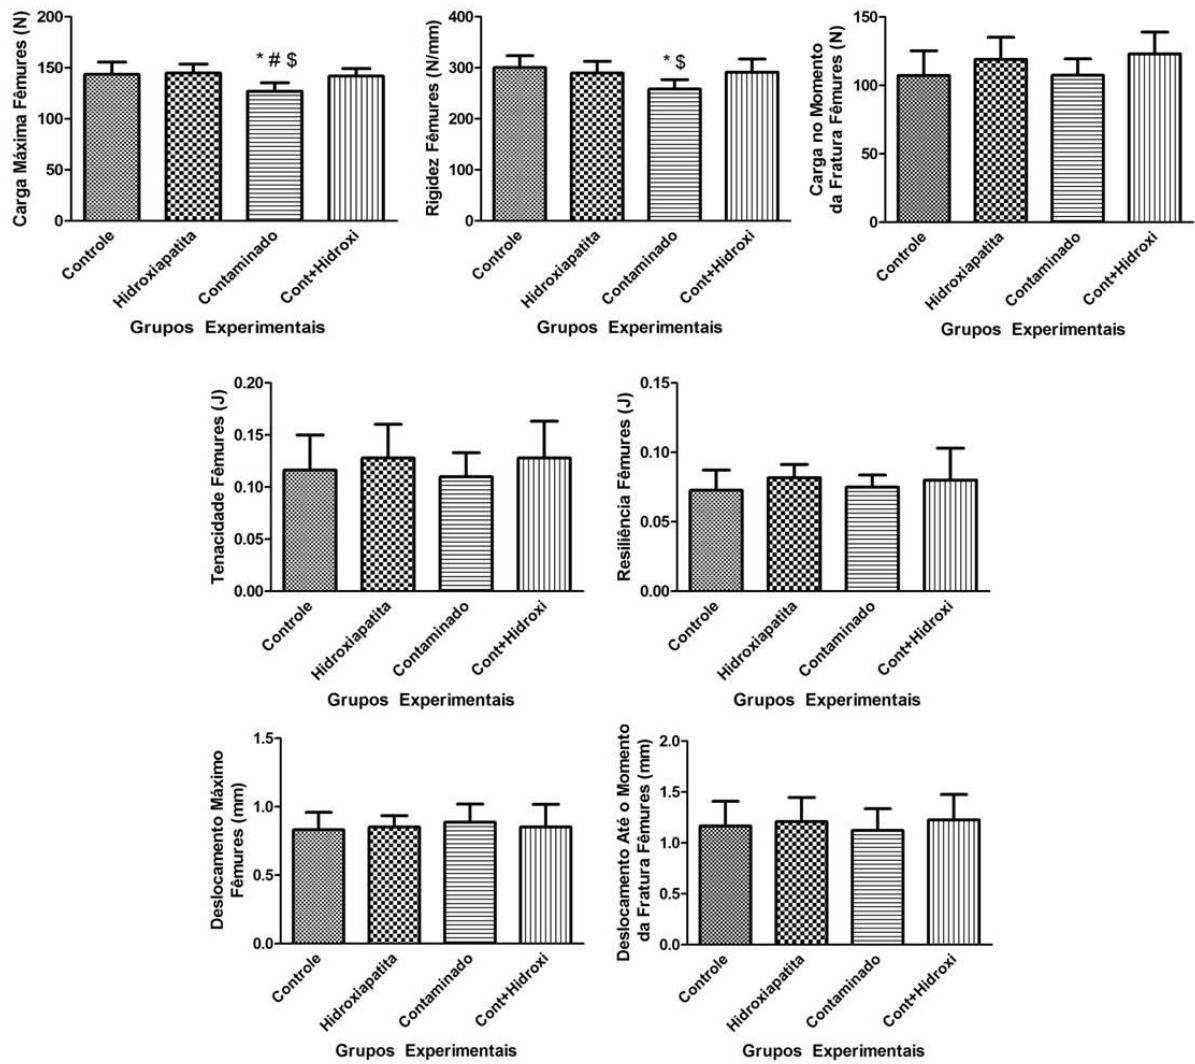 Carga Máxima Fêmures (N)
200
150
100
50
0
* # $
Controle
Hidroxiapatita
Contaminado
Cont+Hidroxi
Grupos Experimentais
Rigidez Fêmures (N/mm)
400
300
200
100
0
* $
Controle
Hidroxiapatita
Contaminado
Cont+Hidroxi
Grupos Experimentais
Carga no Momento
da Fratura Fêmures (N)
150
100
50
0
Controle
Hidroxiapatita
Contaminado
Cont+Hidroxi
Grupos Experimentais
Tenacidade Fêmures (J)
0.20
0.15
0.10
0.05
0.00
Controle
Hidroxiapatita
Contaminado
Cont+Hidroxi
Grupos Experimentais
Resiliência Fêmures (J)
0.15
0.10
0.05
0.00
Controle
Hidroxiapatita
Contaminado
Cont+Hidroxi
Grupos Experimentais
Deslocamento Máximo
Fêmures (mm)
1.5
1.0
0.5
0.0
Controle
Hidroxiapatita
Contaminado
Cont+Hidroxi
Grupos Experimentais
Deslocamento Até o Momento
da Fratura Fêmures (mm)
2.0
1.5
1.0
0.5
0.0
Controle
Hidroxiapatita
Contaminado
Cont+Hidroxi
Grupos Experimentais